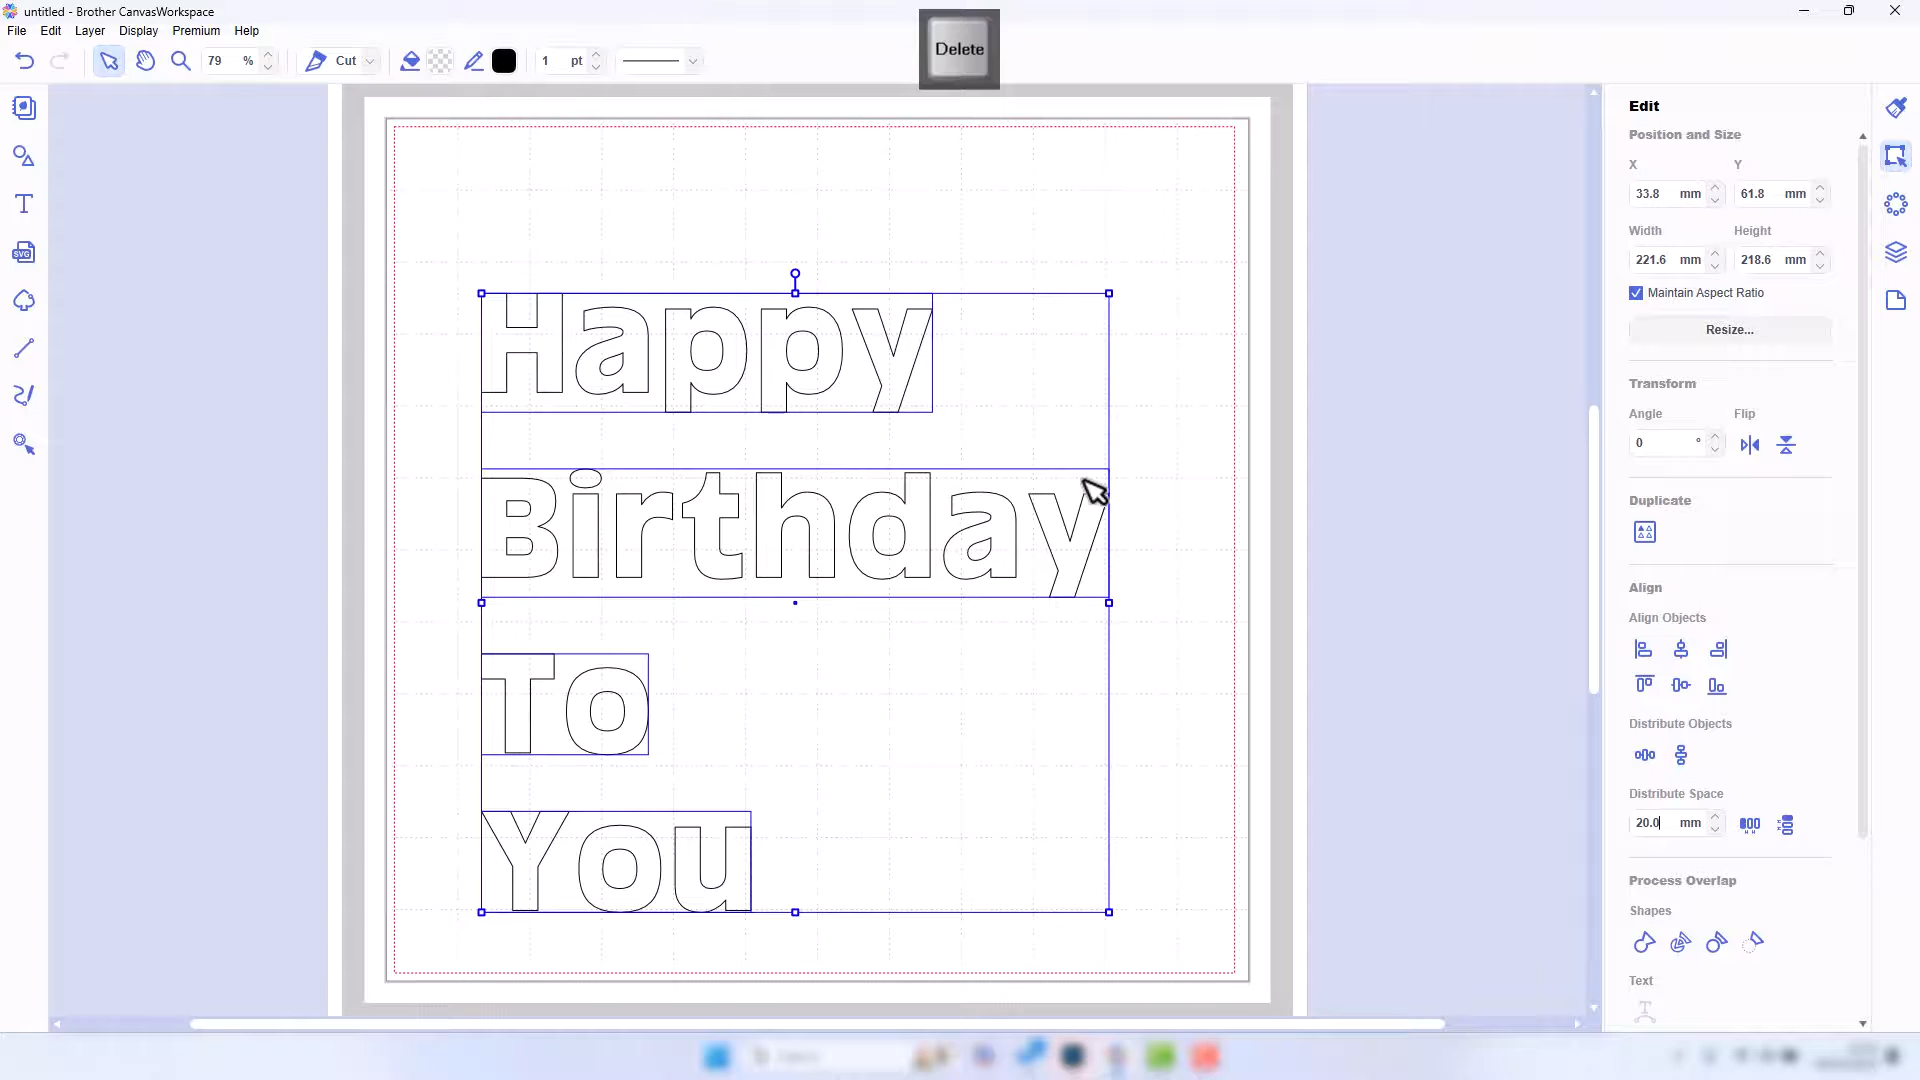 untitled - Brother CanvasWorkspace
File Edit Layer Display Premium Help
79 % Cut 1 pt
Delete
SVG
Happy
Birthday
To
You
Edit
Position and Size
X Y
33.8 mm 61.8 mm
Width Height
221.6 mm 218.6 mm
Maintain Aspect Ratio
Resize...
Transform
Angle Flip
0 °
Duplicate
Align
Align Objects
Distribute Objects
Distribute Space
20.0 mm
Process Overlap
Shapes
Text